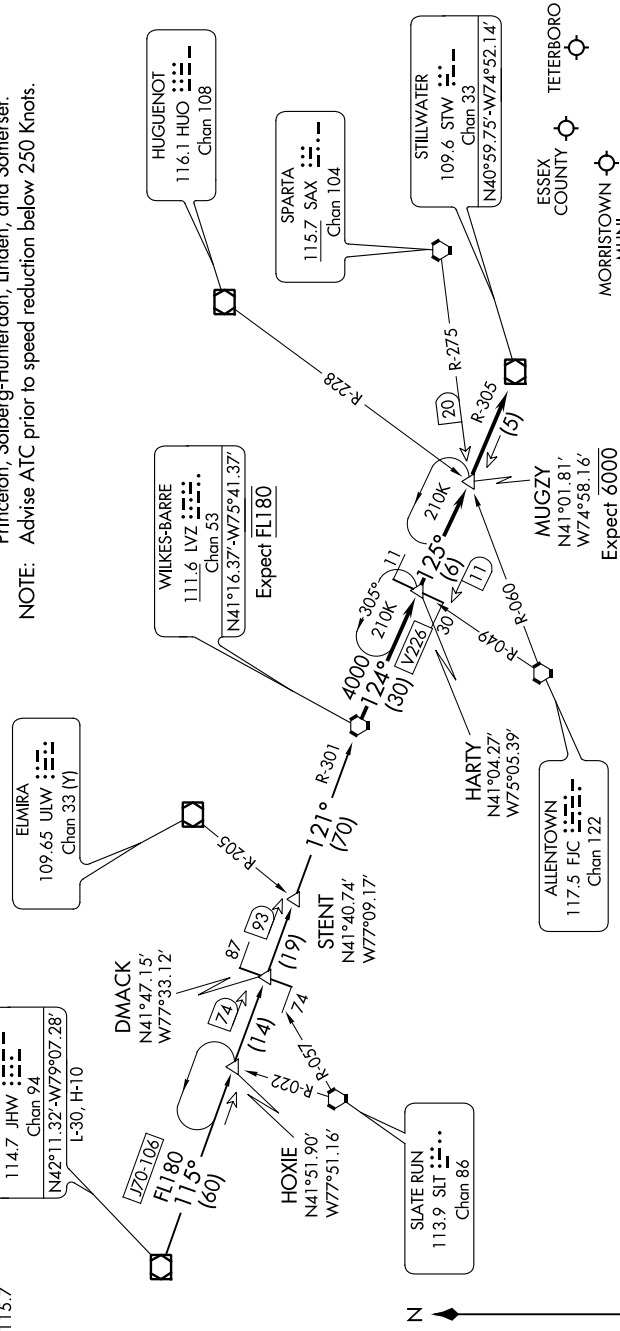 115.7
Princeton, Solberg-Hunterdon, Linden, and Somerset.
NOTE: Advise ATC prior to speed reduction below 250 Knots.
114.7 JHW
Chan 94
N42°11.32'-W79°07.28'
L-30, H-10
J70-106
FL180
115°
(60)
HOXIE
N41°51.90'
W77°51.16'
SLATE RUN
113.9 SLT
Chan 86
R-022
R-057
74
(14)
74
DMACK
N41°47.15'
W77°33.12'
87
93
(19)
STENT
N41°40.74'
W77°09.17'
ELMIRA
109.65 ULW
Chan 33 (Y)
R-205
121°
(70)
R-301
WILKES-BARRE
111.6 LVZ
Chan 53
N41°16.37'-W75°41.37'
Expect FL180
4000
124°
(30)
V226
305°
210K
11
30
HARTY
N41°04.27'
W75°05.39'
ALLENTOWN
117.5 FJC
Chan 122
R-049
R-060
11
125°
(6)
210K
MUGZY
N41°01.81'
W74°58.16'
Expect 6000
HUGUENOT
116.1 HUO
Chan 108
R-228
SPARTA
115.7 SAX
Chan 104
R-275
20
R-305
(5)
STILLWATER
109.6 STW
Chan 33
N40°59.75'-W74°52.14'
ESSEX
COUNTY
TETERBORO
MORRISTOWN
N